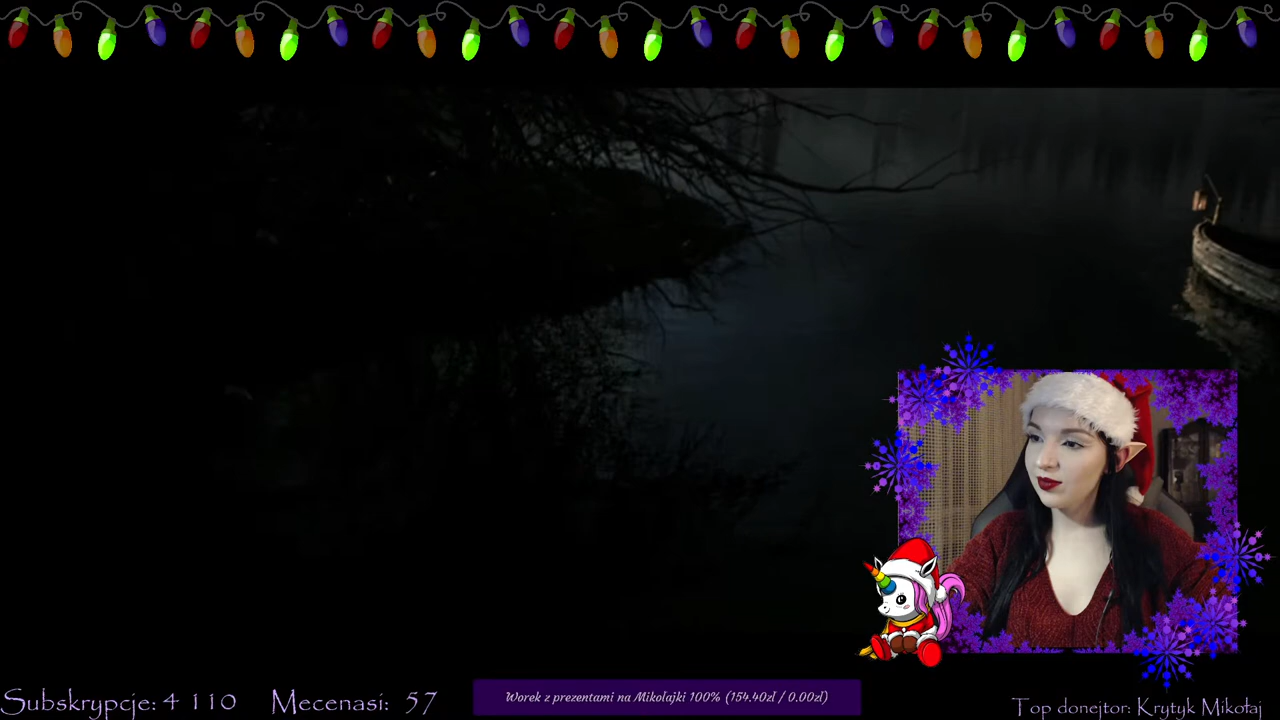 Subskrypcje: 4 110 Mecenasi: 57
Worek z prezentami na Mikołajki 100% (154.40zł / 0.00zł)
Top donejtor: Krytyk Mikołaj